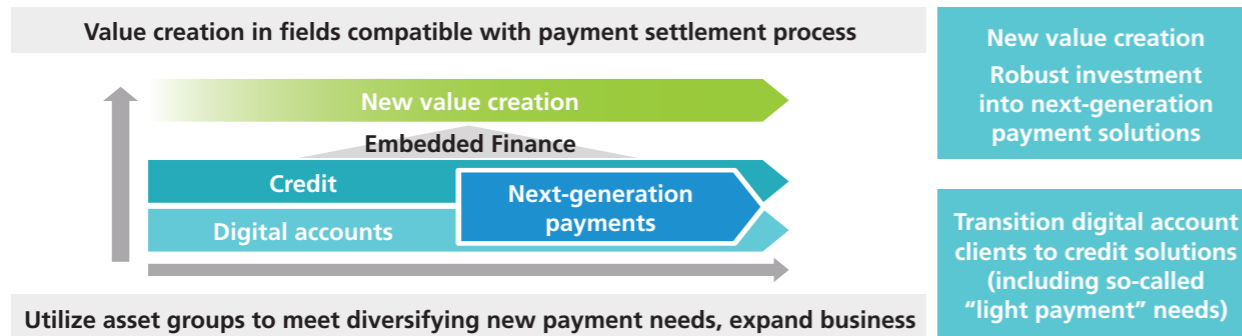 Value creation in fields compatible with payment settlement process
New value creation
Embedded Finance
Credit
Next-generation
payments
Digital accounts
Utilize asset groups to meet diversifying new payment needs, expand business
New value creation
Robust investment
into next-generation
payment solutions
Transition digital account
clients to credit solutions
(including so-called
“light payment” needs)